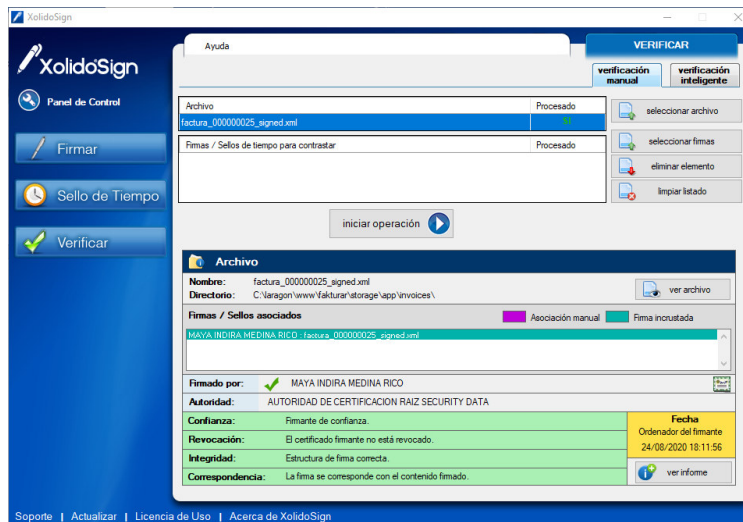 XolidoSign
XolidoSign
Panel de Control
Firmar
Sello de Tiempo
Verificar
Ayuda
VERIFICAR
verificación manual
verificación inteligente
Archivo Procesado
factura_000000025_signed.xml SI
Firmas / Sellos de tiempo para contrastar Procesado
seleccionar archivo
seleccionar firmas
eliminar elemento
limpiar listado
iniciar operación
Archivo
Nombre: factura_000000025_signed.xml
Directorio: C:\laragon\www\fakturar\storage\app\invoices\
ver archivo
Firmas / Sellos asociados Asociación manual Firma incrustada
MAYA INDIRA MEDINA RICO : factura_000000025_signed.xml
Firmado por: MAYA INDIRA MEDINA RICO
Autoridad: AUTORIDAD DE CERTIFICACION RAIZ SECURITY DATA
Confianza: Firmante de confianza.
Revocación: El certificado firmante no está revocado.
Integridad: Estructura de firma correcta.
Correspondencia: La firma se corresponde con el contenido firmado.
Fecha
Ordenador del firmante
24/08/2020 18:11:56
ver informe
Soporte | Actualizar | Licencia de Uso | Acerca de XolidoSign